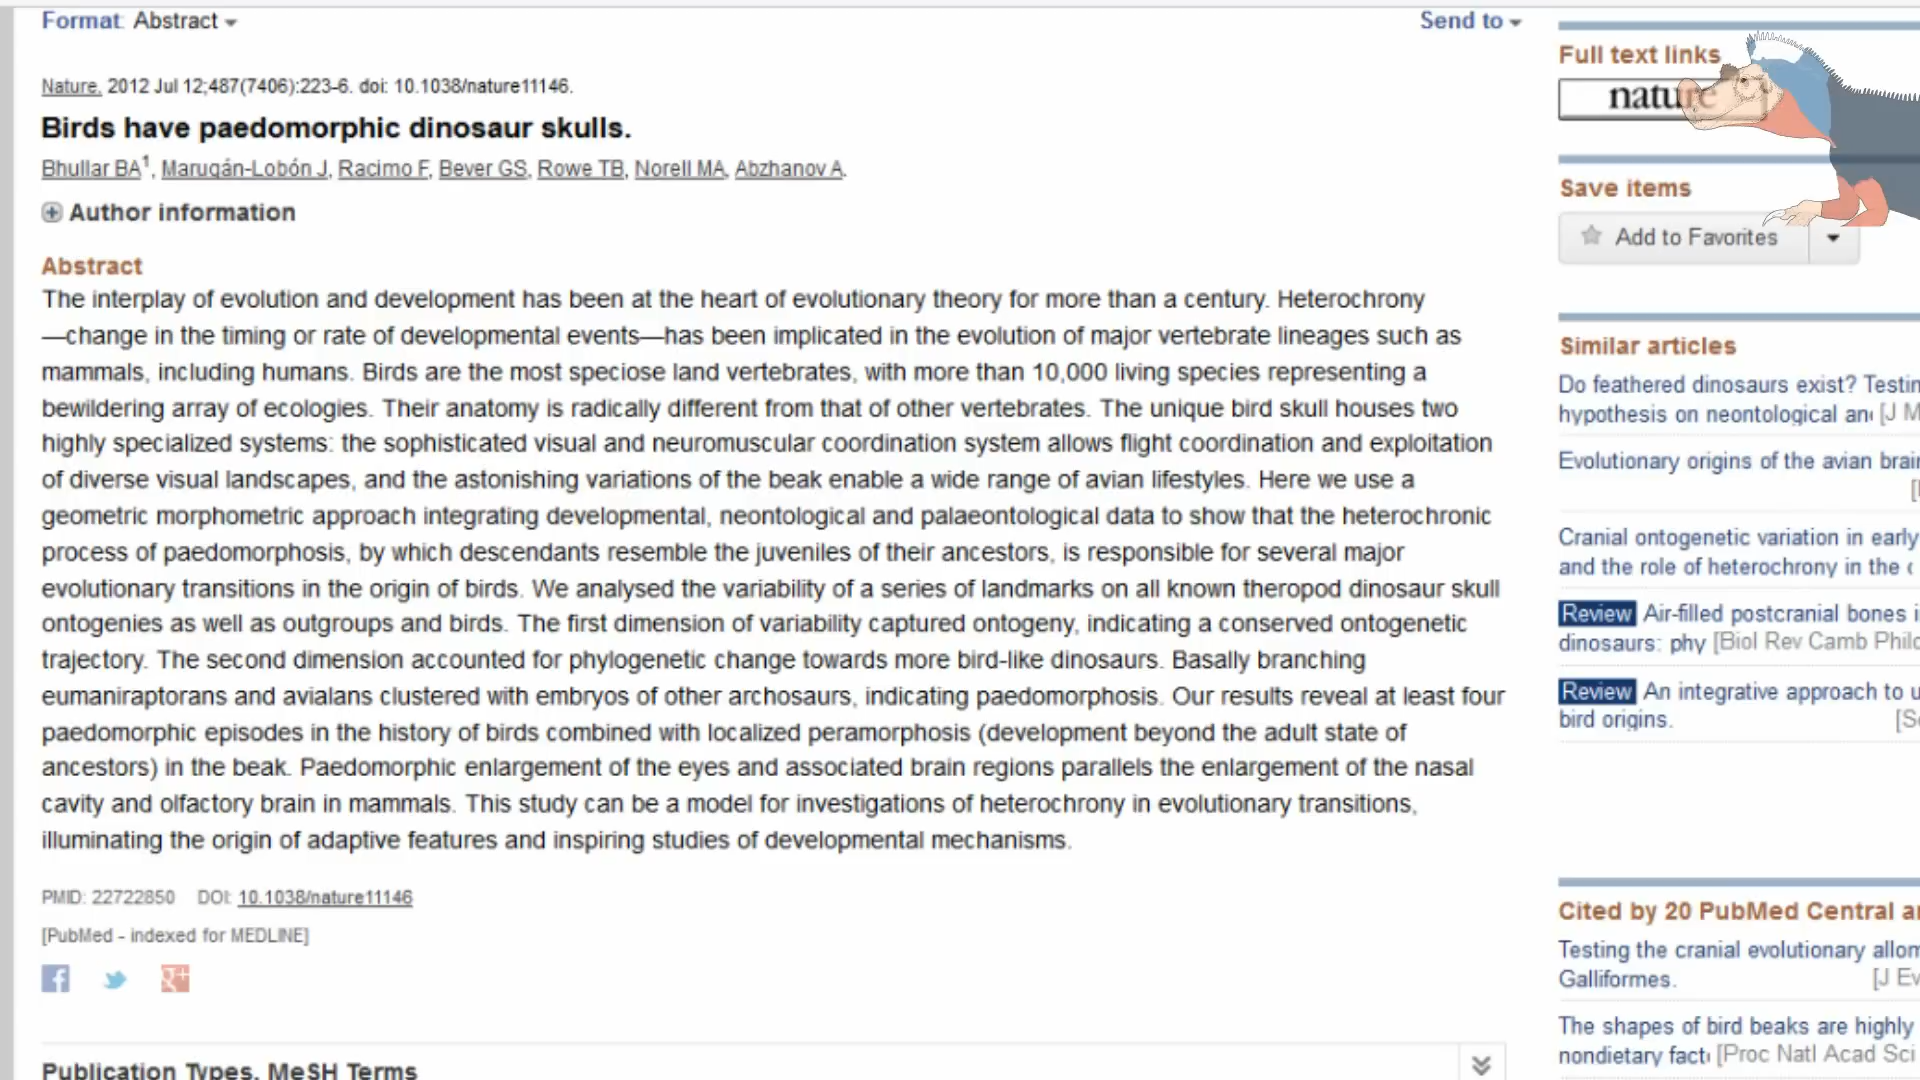 Format: Abstract
Send to
Nature. 2012 Jul 12;487(7406):223-6. doi: 10.1038/nature11146.
Birds have paedomorphic dinosaur skulls.
Bhullar BA1, Marugán-Lobón J, Racimo F, Bever GS, Rowe TB, Norell MA, Abzhanov A.
Author information
Abstract
The interplay of evolution and development has been at the heart of evolutionary theory for more than a century. Heterochrony
—change in the timing or rate of developmental events—has been implicated in the evolution of major vertebrate lineages such as
mammals, including humans. Birds are the most speciose land vertebrates, with more than 10,000 living species representing a
bewildering array of ecologies. Their anatomy is radically different from that of other vertebrates. The unique bird skull houses two
highly specialized systems: the sophisticated visual and neuromuscular coordination system allows flight coordination and exploitation
of diverse visual landscapes, and the astonishing variations of the beak enable a wide range of avian lifestyles. Here we use a
geometric morphometric approach integrating developmental, neontological and palaeontological data to show that the heterochronic
process of paedomorphosis, by which descendants resemble the juveniles of their ancestors, is responsible for several major
evolutionary transitions in the origin of birds. We analysed the variability of a series of landmarks on all known theropod dinosaur skull
ontogenies as well as outgroups and birds. The first dimension of variability captured ontogeny, indicating a conserved ontogenetic
trajectory. The second dimension accounted for phylogenetic change towards more bird-like dinosaurs. Basally branching
eumaniraptorans and avialans clustered with embryos of other archosaurs, indicating paedomorphosis. Our results reveal at least four
paedomorphic episodes in the history of birds combined with localized peramorphosis (development beyond the adult state of
ancestors) in the beak. Paedomorphic enlargement of the eyes and associated brain regions parallels the enlargement of the nasal
cavity and olfactory brain in mammals. This study can be a model for investigations of heterochrony in evolutionary transitions,
illuminating the origin of adaptive features and inspiring studies of developmental mechanisms.
PMID: 22722850 DOI: 10.1038/nature11146
[PubMed - indexed for MEDLINE]
f
g+
Publication Types, MeSH Terms
Full text links
nature
Save items
Add to Favorites
Similar articles
Do feathered dinosaurs exist? Testin
hypothesis on neontological an [J M
Evolutionary origins of the avian brain
Cranial ontogenetic variation in early
and the role of heterochrony in the
Review Air-filled postcranial bones i
dinosaurs: phy [Biol Rev Camb Philo
Review An integrative approach to u
bird origins. [Sc
Cited by 20 PubMed Central ar
Testing the cranial evolutionary allom
Galliformes. [J Ev
The shapes of bird beaks are highly
nondietary fact [Proc Natl Acad Sci